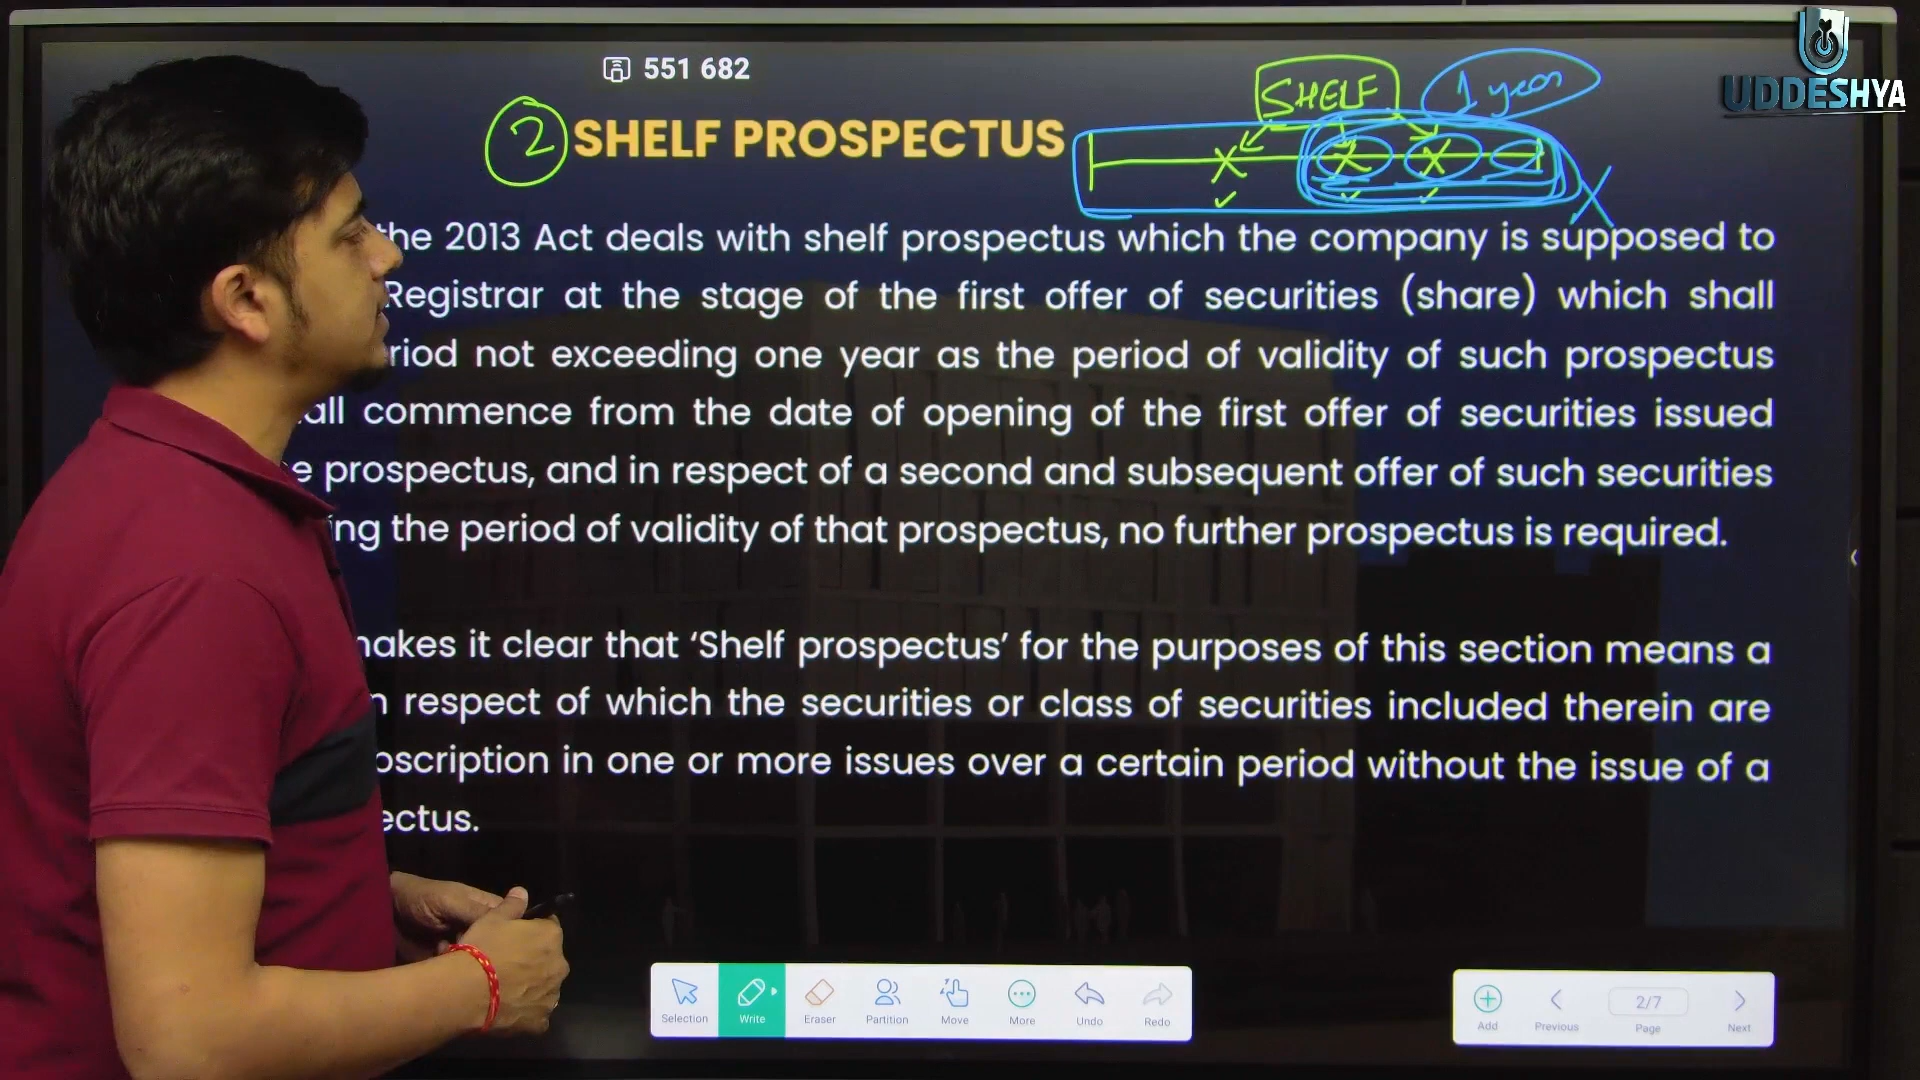 551 682
UDDESHYA
SHELF
1 year
2 SHELF PROSPECTUS
the 2013 Act deals with shelf prospectus which the company is supposed to
Registrar at the stage of the first offer of securities (share) which shall
riod not exceeding one year as the period of validity of such prospectus
all commence from the date of opening of the first offer of securities issued
e prospectus, and in respect of a second and subsequent offer of such securities
ing the period of validity of that prospectus, no further prospectus is required.
nakes it clear that ‘Shelf prospectus’ for the purposes of this section means a
n respect of which the securities or class of securities included therein are
bscription in one or more issues over a certain period without the issue of a
ectus.
Selection Write Eraser Partition Move More Undo Redo
Add Previous 2/7 Page Next